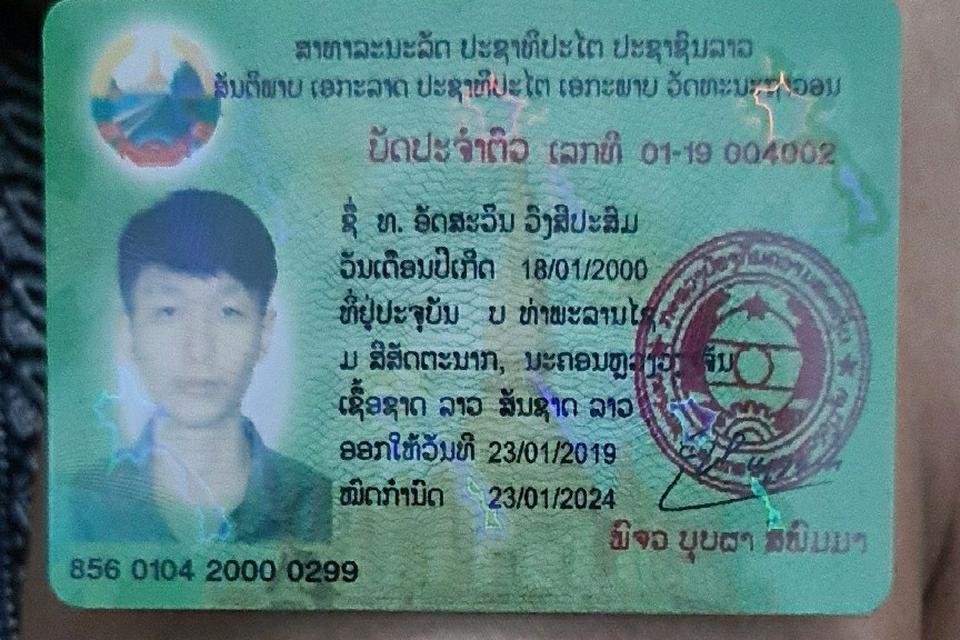 ສາທາລະນະລັດ ປະຊາທິປະໄຕ ປະຊາຊົນລາວ
ສັນຕິພາບ ເອກະລາດ ປະຊາທິປະໄຕ ເອກະພາບ ວັດທະນະຖາວອນ
ບັດປະຈຳຕົວ ເລກທີ 01-19 004002
ຊື່ ທ. ອັດສະວິນ ວົງສີປະສົມ
ວັນເດືອນປີເກີດ 18/01/2000
ທີ່ຢູ່ປະຈຸບັນ ບ ທ່າພະລານໄຊ
ມ ສີສັດຕະນາກ, ນະຄອນຫຼວງວຽງຈັນ
ເຊື້ອຊາດ ລາວ ສັນຊາດ ລາວ
ອອກໃຫ້ວັນທີ 23/01/2019
ໝົດກຳນົດ 23/01/2024
ພິຈວ ບຸບຜາ ສີພິມມາ
856 0104 2000 0299